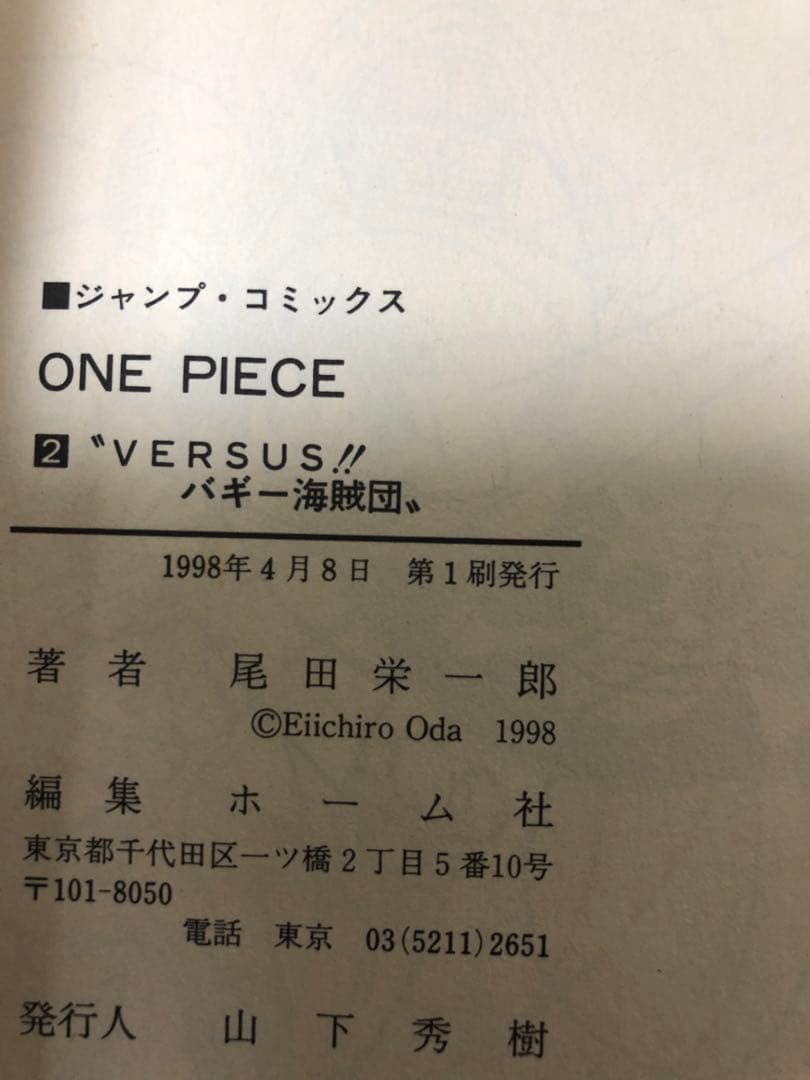 ■ジャンプ・コミックス
ONE PIECE
2 〝VERSUS!!
バギー海賊団〟
1998年4月8日 第1刷発行
著者 尾田栄一郎
©Eiichiro Oda 1998
編集 ホーム社
東京都千代田区一ツ橋2丁目5番10号
〒101-8050
電話 東京 03(5211)2651
発行人 山下秀樹